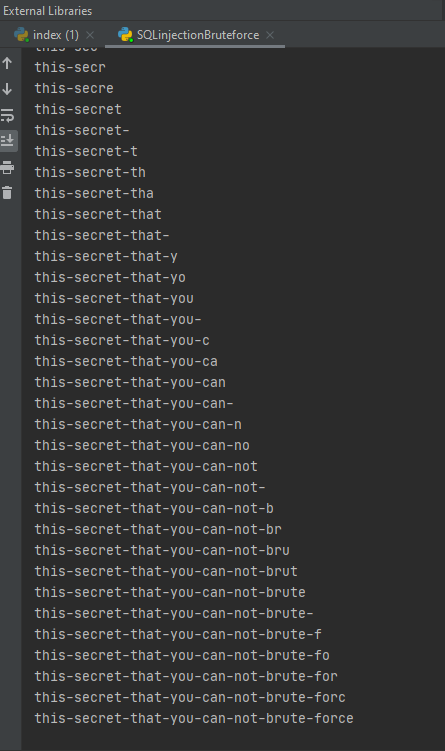 External Libraries
index (1) × SQLinjectionBruteforce ×
this-sec
this-secr
this-secre
this-secret
this-secret-
this-secret-t
this-secret-th
this-secret-tha
this-secret-that
this-secret-that-
this-secret-that-y
this-secret-that-yo
this-secret-that-you
this-secret-that-you-
this-secret-that-you-c
this-secret-that-you-ca
this-secret-that-you-can
this-secret-that-you-can-
this-secret-that-you-can-n
this-secret-that-you-can-no
this-secret-that-you-can-not
this-secret-that-you-can-not-
this-secret-that-you-can-not-b
this-secret-that-you-can-not-br
this-secret-that-you-can-not-bru
this-secret-that-you-can-not-brut
this-secret-that-you-can-not-brute
this-secret-that-you-can-not-brute-
this-secret-that-you-can-not-brute-f
this-secret-that-you-can-not-brute-fo
this-secret-that-you-can-not-brute-for
this-secret-that-you-can-not-brute-forc
this-secret-that-you-can-not-brute-force